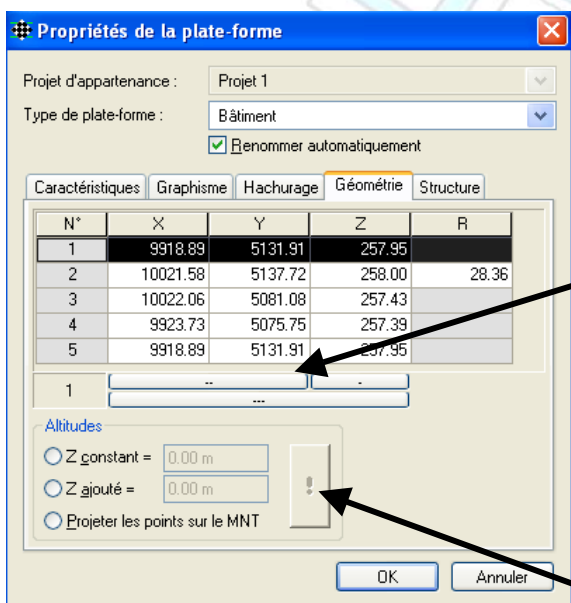 Propriétés de la plate-forme
Projet d'appartenance : Projet 1
Type de plate-forme : Bâtiment
Renommer automatiquement
Caractéristiques Graphisme Hachurage Géométrie Structure
N° X Y Z R
1 9918.89 5131.91 257.95
2 10021.58 5137.72 258.00 28.36
3 10022.06 5081.08 257.43
4 9923.73 5075.75 257.39
5 9918.89 5131.91 257.95
1 -- -
---
Altitudes
Z constant = 0.00 m
Z ajouté = 0.00 m
!
Projeter les points sur le MNT
OK Annuler